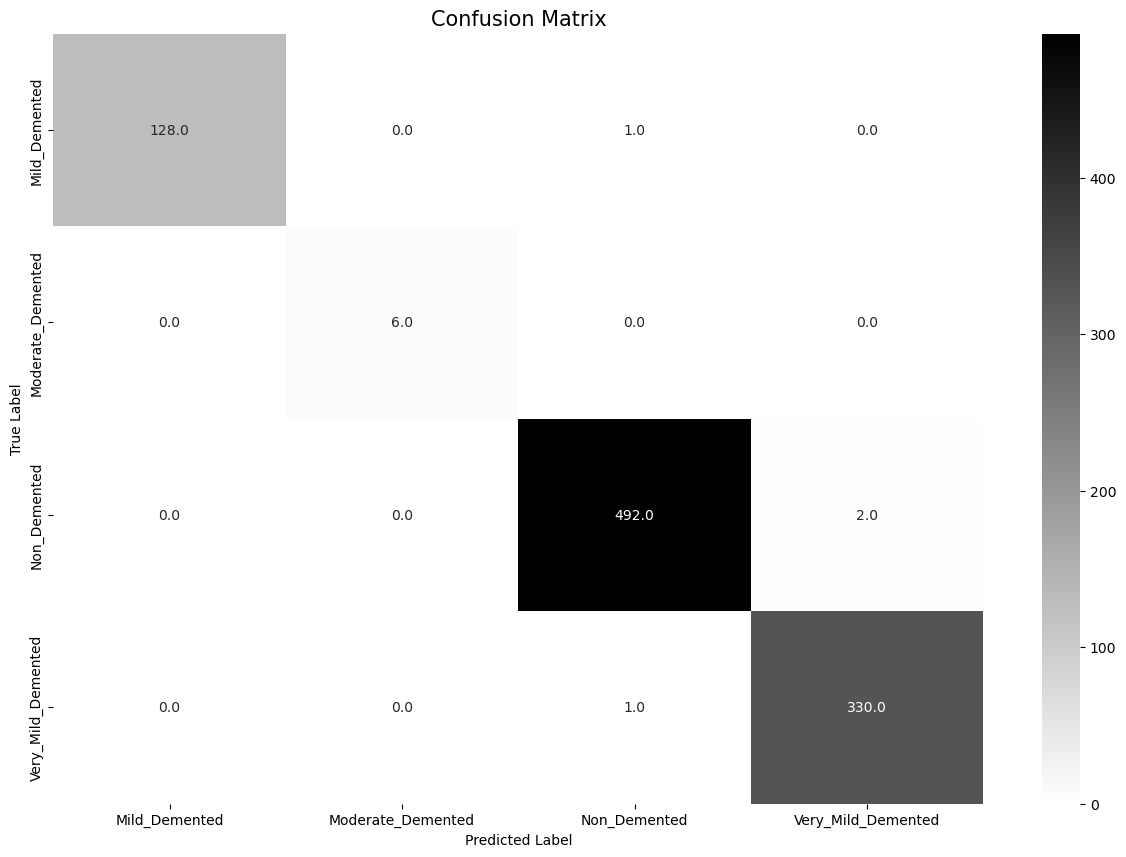 Confusion Matrix
True Label
Mild_Demented
128.0 0.0 1.0 0.0
Moderate_Demented
0.0 6.0 0.0 0.0
Non_Demented
0.0 0.0 492.0 2.0
Very_Mild_Demented
0.0 0.0 1.0 330.0
Mild_Demented Moderate_Demented Non_Demented Very_Mild_Demented
Predicted Label
400
300
200
100
0